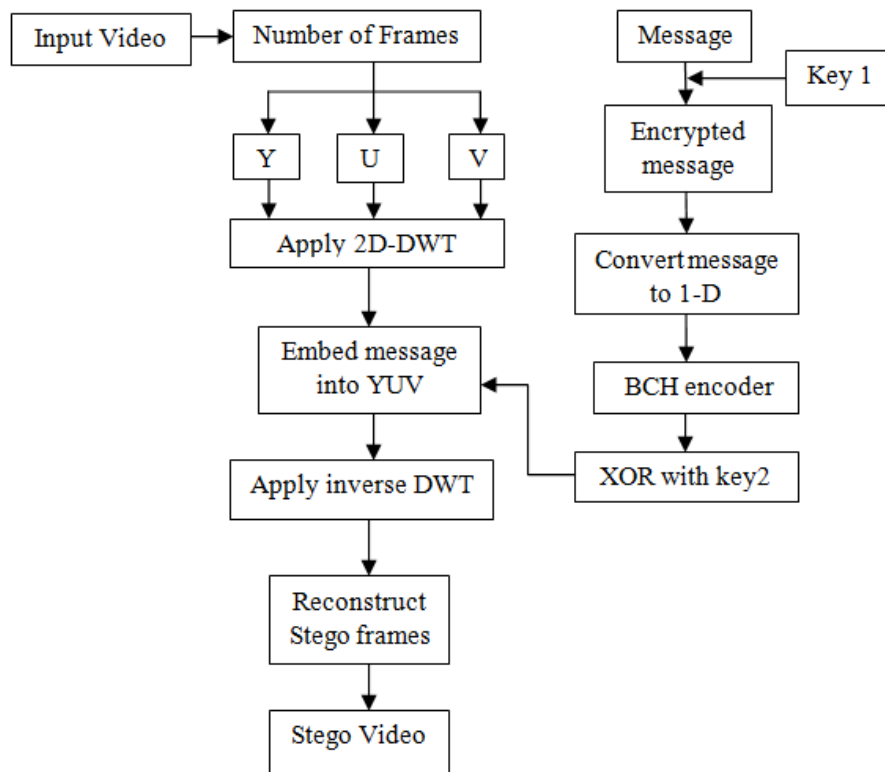 Input Video
Number of Frames
Message
Key 1
Y
U
V
Encrypted
message
Apply 2D-DWT
Convert message
to 1-D
Embed message
into YUV
BCH encoder
Apply inverse DWT
XOR with key2
Reconstruct
Stego frames
Stego Video